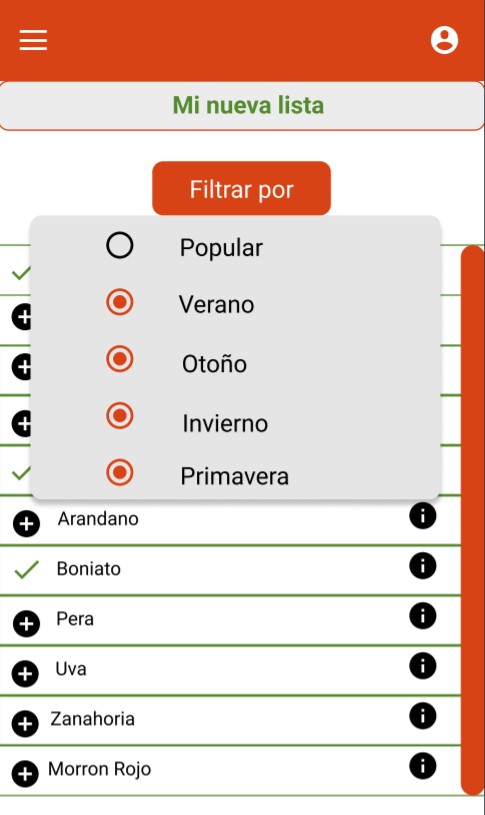 Mi nueva lista
Filtrar por
Popular
Verano
Otoño
Invierno
Primavera
Arandano
Boniato
Pera
Uva
Zanahoria
Morron Rojo